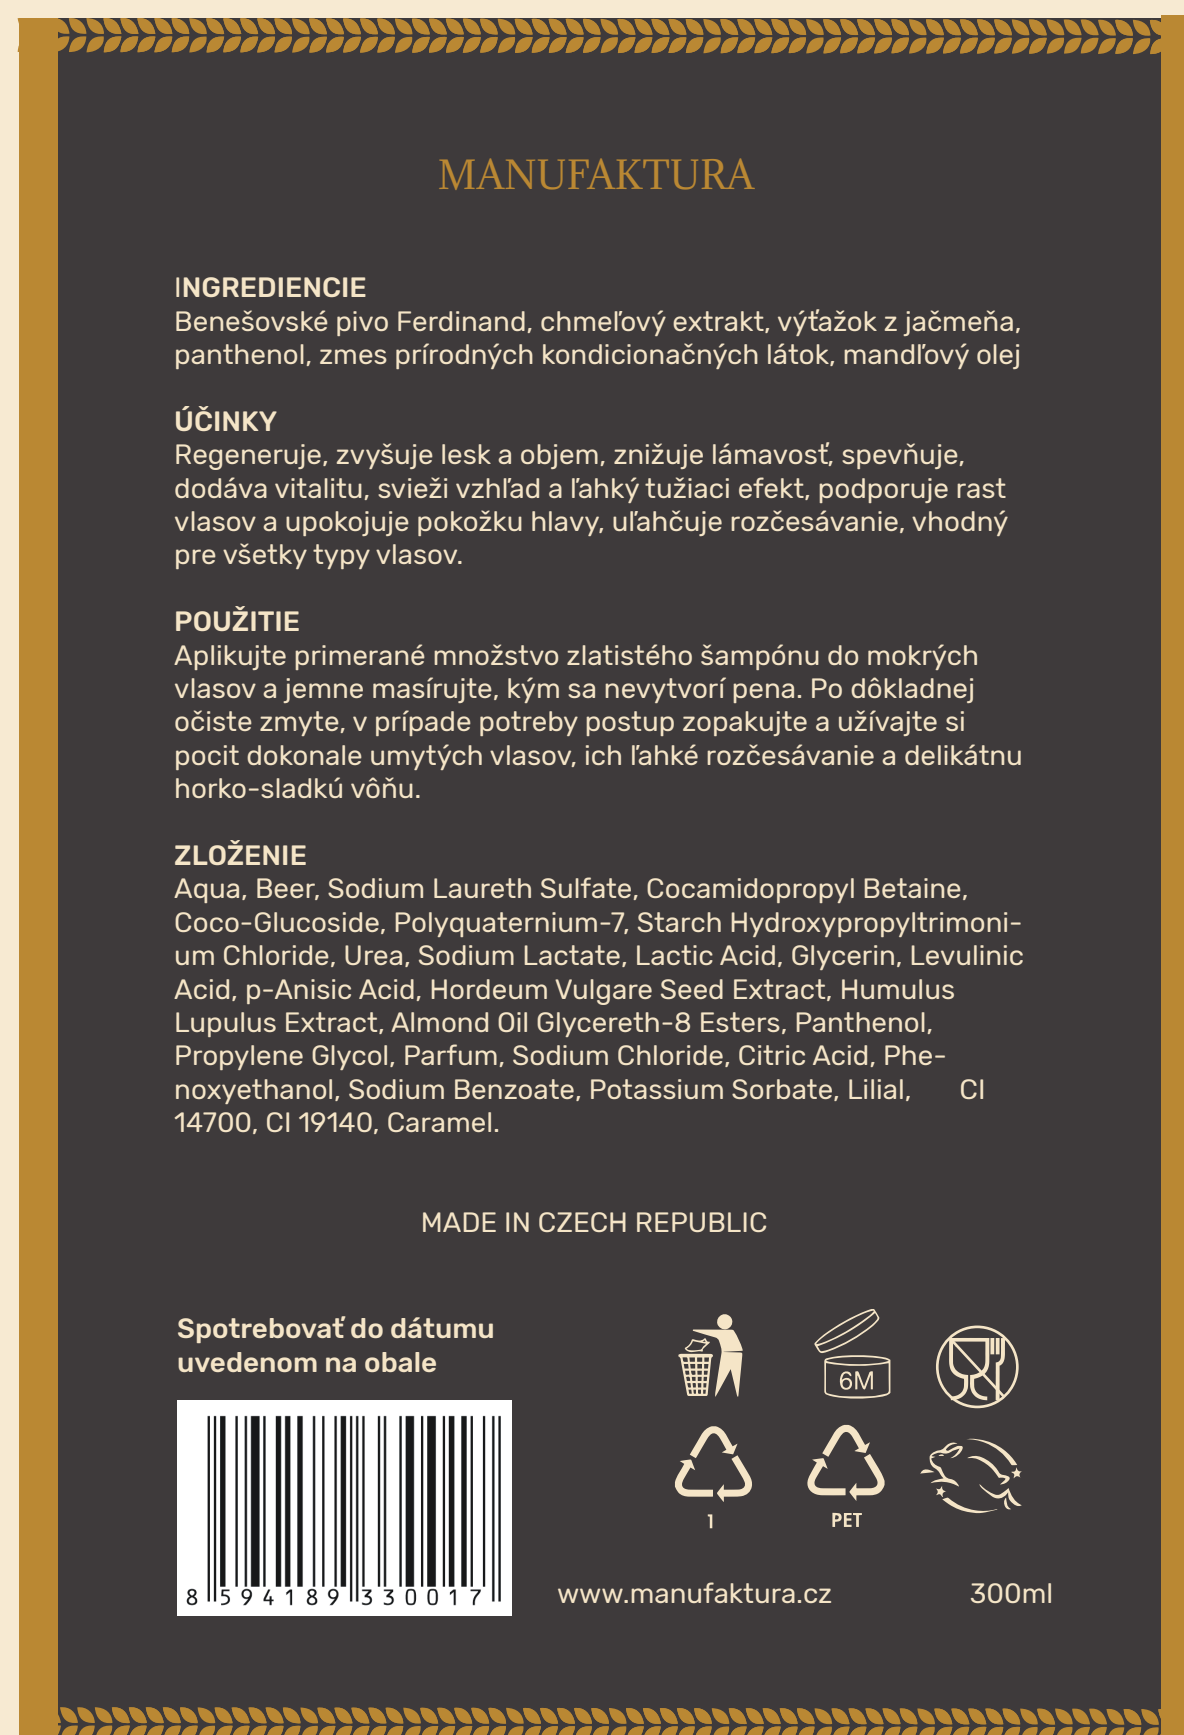 MANUFAKTURA
INGREDIENCIE
Benešovské pivo Ferdinand, chmeľový extrakt, výťažok z jačmeňa,
panthenol, zmes prírodných kondicionačných látok, mandľový olej
ÚČINKY
Regeneruje, zvyšuje lesk a objem, znižuje lámavosť, spevňuje,
dodáva vitalitu, svieži vzhľad a ľahký tužiaci efekt, podporuje rast
vlasov a upokojuje pokožku hlavy, uľahčuje rozčesávanie, vhodný
pre všetky typy vlasov.
POUŽITIE
Aplikujte primerané množstvo zlatistého šampónu do mokrých
vlasov a jemne masírujte, kým sa nevytvorí pena. Po dôkladnej
očiste zmyte, v prípade potreby postup zopakujte a užívajte si
pocit dokonale umytých vlasov, ich ľahké rozčesávanie a delikátnu
horko-sladkú vôňu.
ZLOŽENIE
Aqua, Beer, Sodium Laureth Sulfate, Cocamidopropyl Betaine,
Coco-Glucoside, Polyquaternium-7, Starch Hydroxypropyltrimoni-
um Chloride, Urea, Sodium Lactate, Lactic Acid, Glycerin, Levulinic
Acid, p-Anisic Acid, Hordeum Vulgare Seed Extract, Humulus
Lupulus Extract, Almond Oil Glycereth-8 Esters, Panthenol,
Propylene Glycol, Parfum, Sodium Chloride, Citric Acid, Phe-
noxyethanol, Sodium Benzoate, Potassium Sorbate, Lilial, CI
14700, CI 19140, Caramel.
MADE IN CZECH REPUBLIC
Spotrebovať do dátumu
uvedenom na obale
6M
1
PET
8 594189 330017
www.manufaktura.cz
300ml